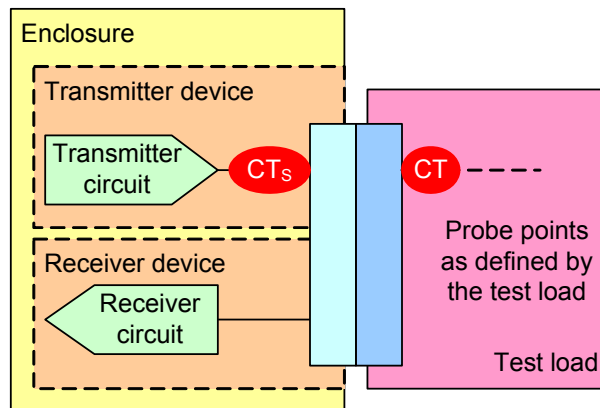 Enclosure
Transmitter device
Transmitter
circuit
CTS
CT
Probe points
as defined by
the test load
Receiver device
Receiver
circuit
Test load